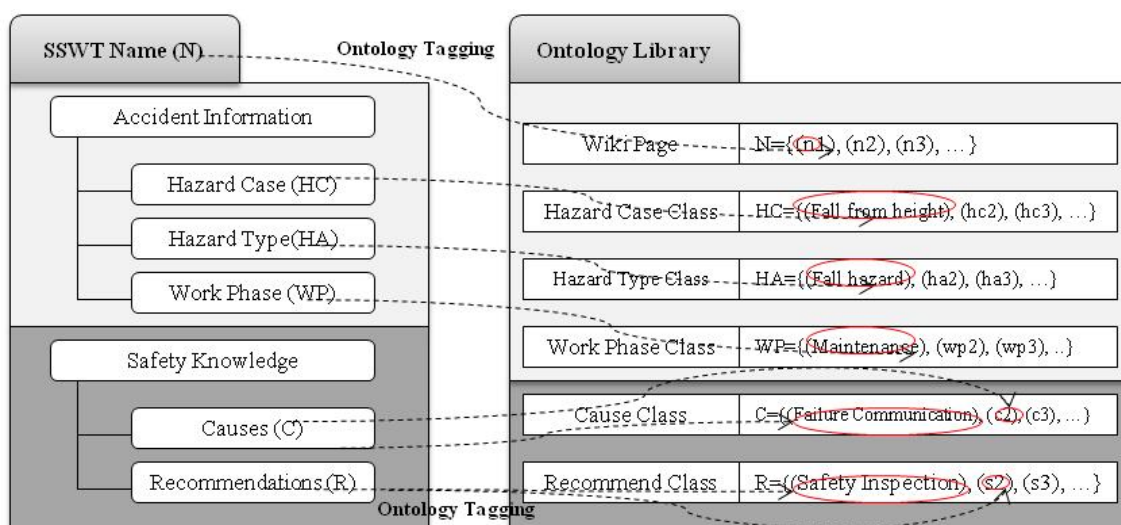 SSWT Name (N)
Ontology Tagging
Ontology Library
Accident Information
Hazard Case (HC)
Hazard Type(HA)
Work Phase (WP)
Safety Knowledge
Causes (C)
Recommendations (R)
Ontology Tagging
Wiki Page N={(n1), (n2), (n3), … }
Hazard Case Class HC={(Fall from height), (hc2), (hc3), …}
Hazard Type Class HA={(Fall hazard), (ha2), (ha3), …}
Work Phase Class WP={(Maintenanse), (wp2), (wp3), ..}
Cause Class C={(Failure Communication), (c2), (c3), …}
Recommend Class R={(Safety Inspection), (s2), (s3), …}